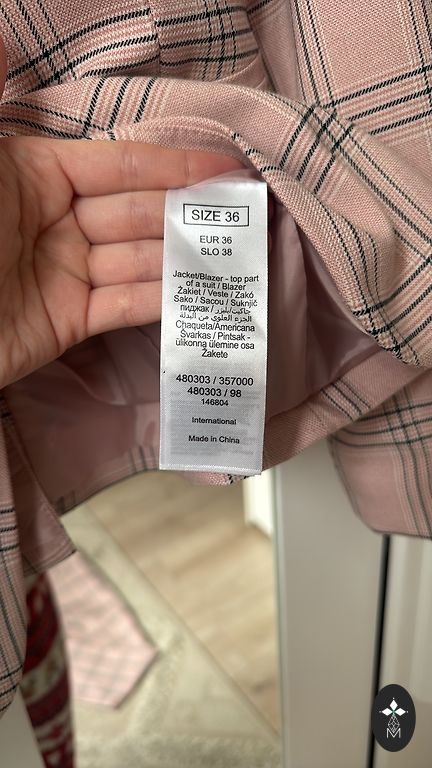 SIZE 36
EUR 36
SLO 38
Jacket/Blazer - top part
of a suit / Blazer
Żakiet / Veste / Zakó
Sako / Sacou / Suknjič
пиджак / جاكيت/بليزر
الجزء العلوي من البدلة
Chaqueta/Americana
Švarkas / Pintsak -
ülikonna ülemine osa
Žakete
480303 / 357000
480303 / 98
146804
International
Made in China
M